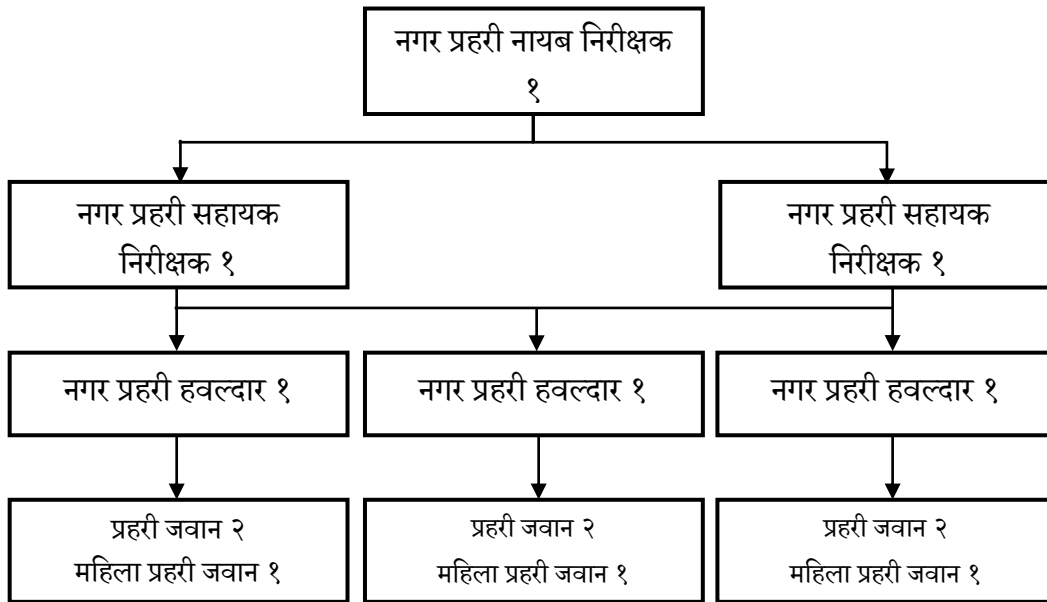 नगर प्रहरी नायब निरीक्षक
१
नगर प्रहरी सहायक
निरीक्षक १
नगर प्रहरी सहायक
निरीक्षक १
नगर प्रहरी हवल्दार १
नगर प्रहरी हवल्दार १
नगर प्रहरी हवल्दार १
प्रहरी जवान २
महिला प्रहरी जवान १
प्रहरी जवान २
महिला प्रहरी जवान १
प्रहरी जवान २
महिला प्रहरी जवान १